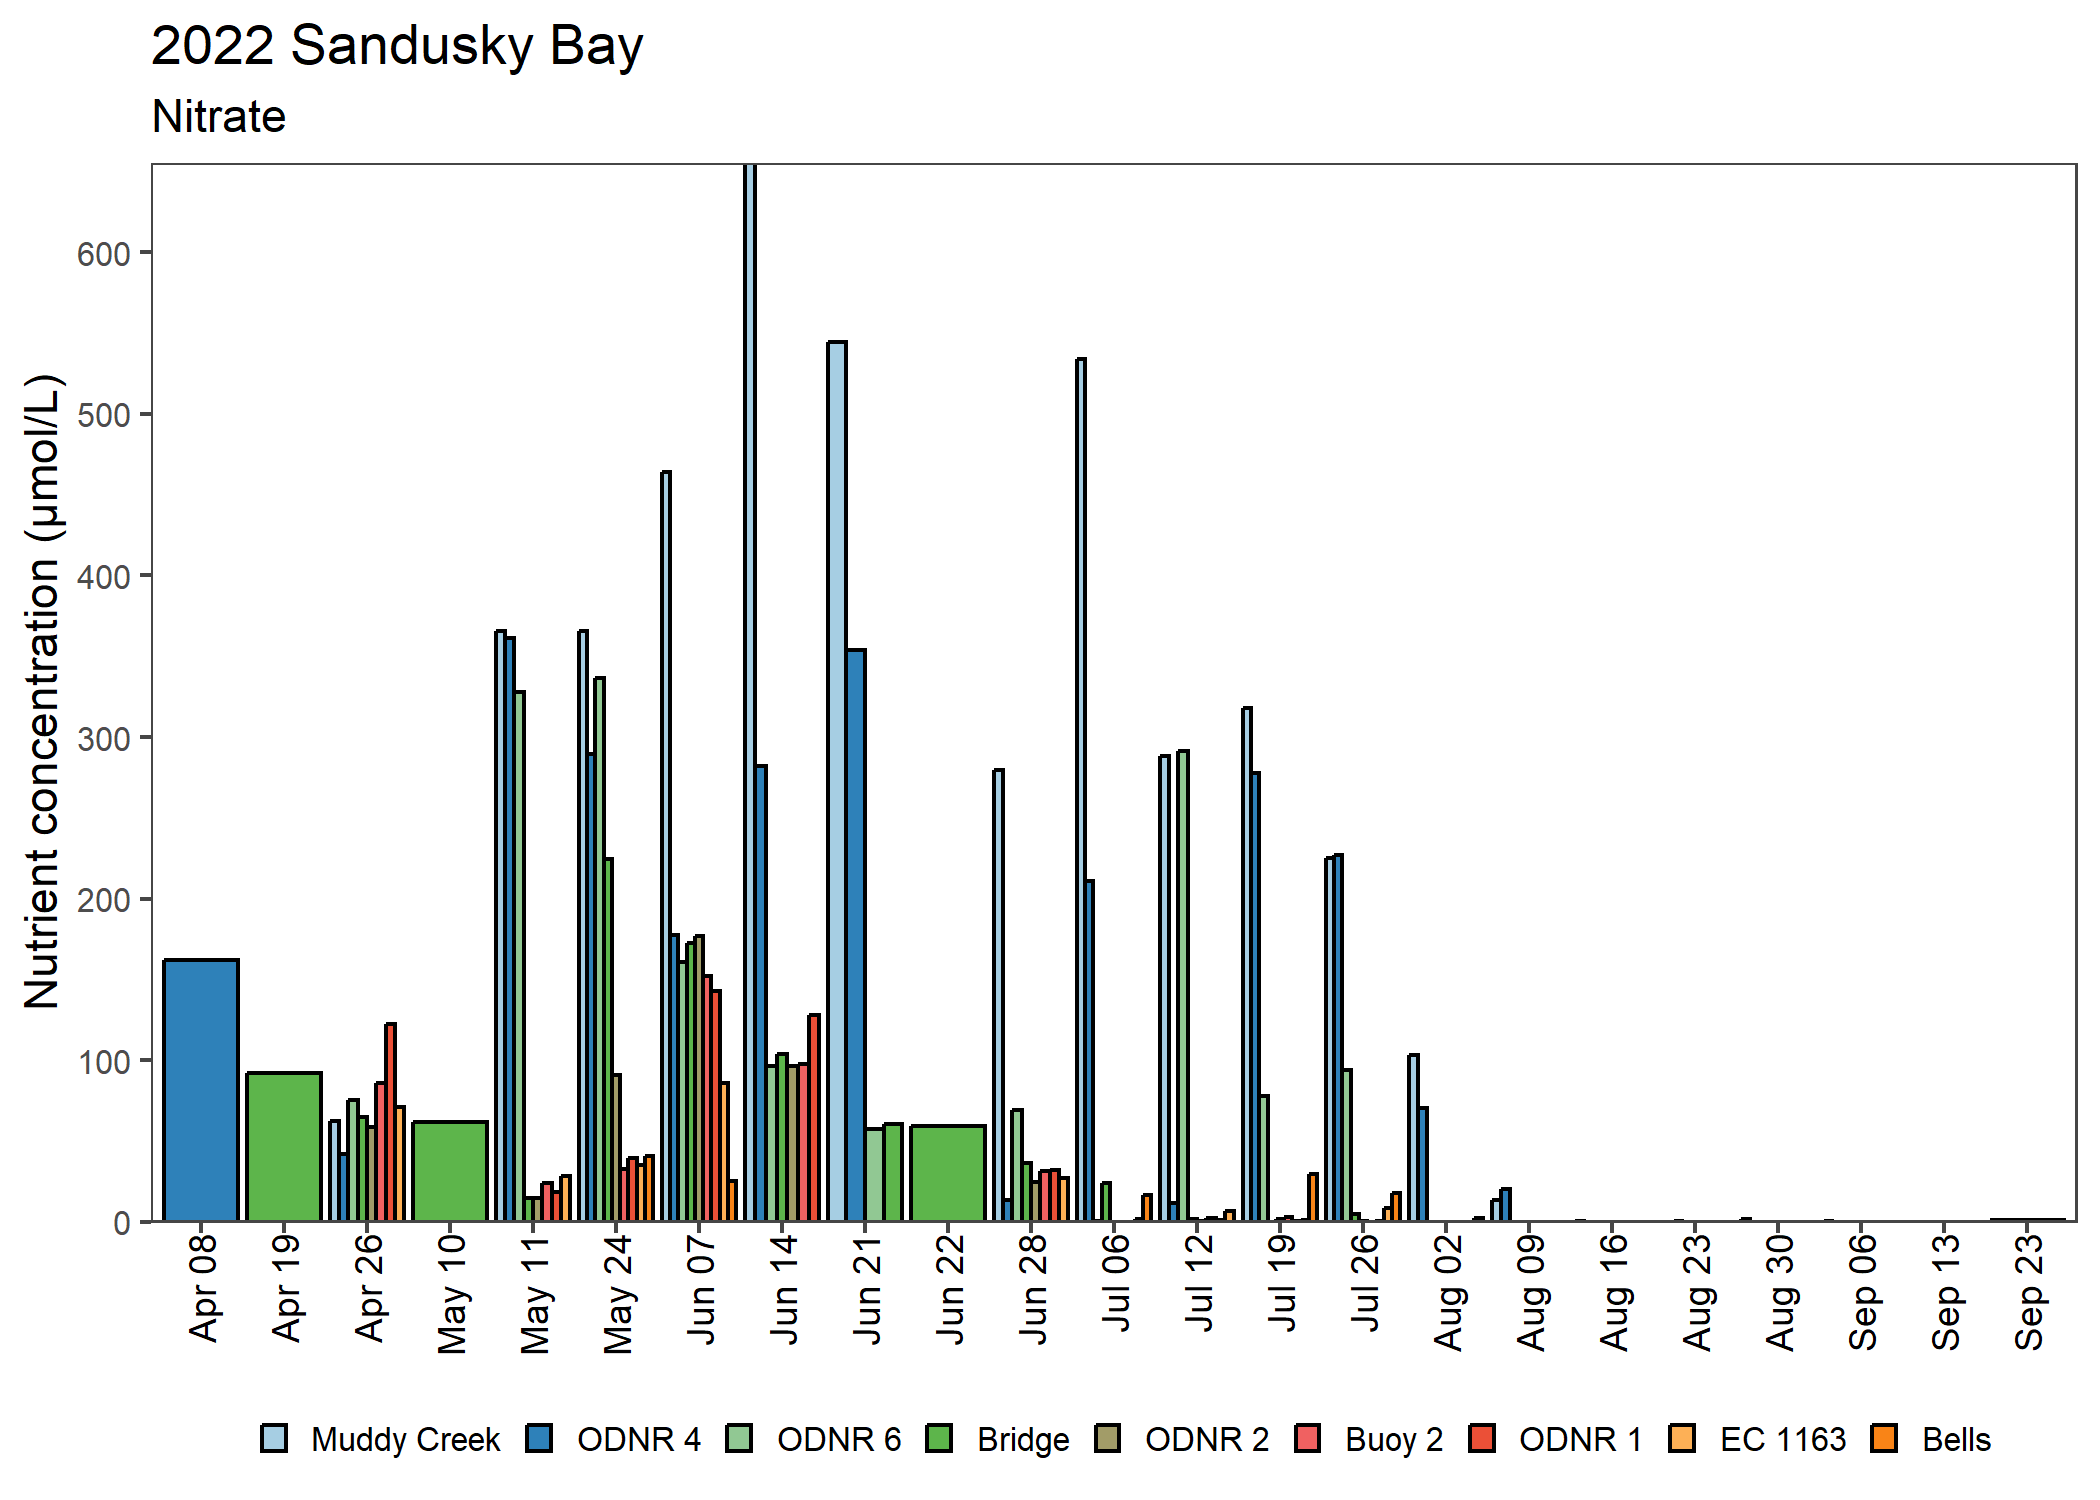 2022 Sandusky Bay
Nitrate
Nutrient concentration (μmol/L)
600
500
400
300
200
100
0
Apr 08
Apr 19
Apr 26
May 10
May 11
May 24
Jun 07
Jun 14
Jun 21
Jun 22
Jun 28
Jul 06
Jul 12
Jul 19
Jul 26
Aug 02
Aug 09
Aug 16
Aug 23
Aug 30
Sep 06
Sep 13
Sep 23
Muddy Creek ODNR 4 ODNR 6 Bridge ODNR 2 Buoy 2 ODNR 1 EC 1163 Bells